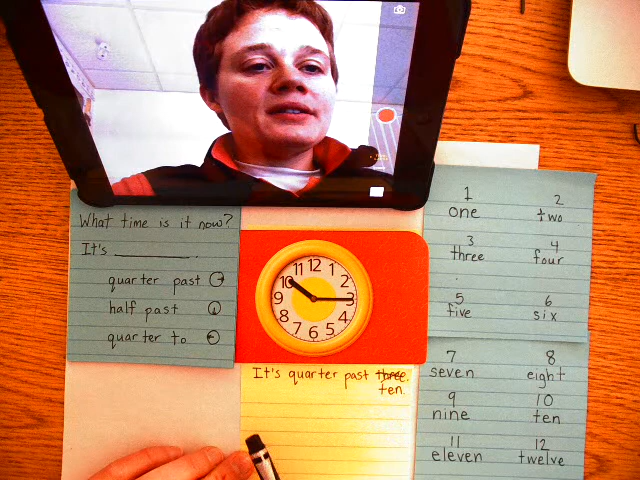 What time is it now?
It's
quarter past
half past
quarter to
11 12 1
10 2
9 3
8 4
7 6 5
It's quarter past three.
ten.
1 2
one two
3 4
three four
5 6
five six
7 8
seven eight
9 10
nine ten
11 12
eleven twelve